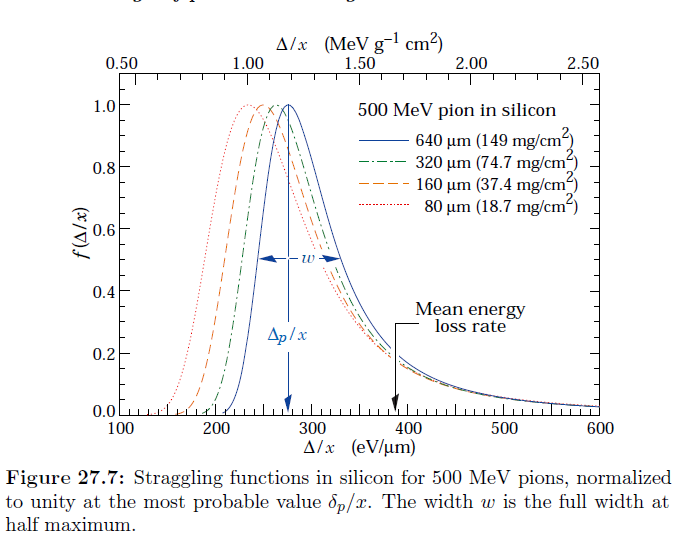 Δ/x (MeV g⁻¹ cm²)
0.50 1.00 1.50 2.00 2.50
500 MeV pion in silicon
640 µm (149 mg/cm²)
320 µm (74.7 mg/cm²)
160 µm (37.4 mg/cm²)
80 µm (18.7 mg/cm²)
1.0
0.8
0.6
0.4
0.2
0.0
f(Δ/x)
w
Δp/x
Mean energy
loss rate
100 200 300 400 500 600
Δ/x (eV/µm)
Figure 27.7: Straggling functions in silicon for 500 MeV pions, normalized
to unity at the most probable value δp/x. The width w is the full width at
half maximum.